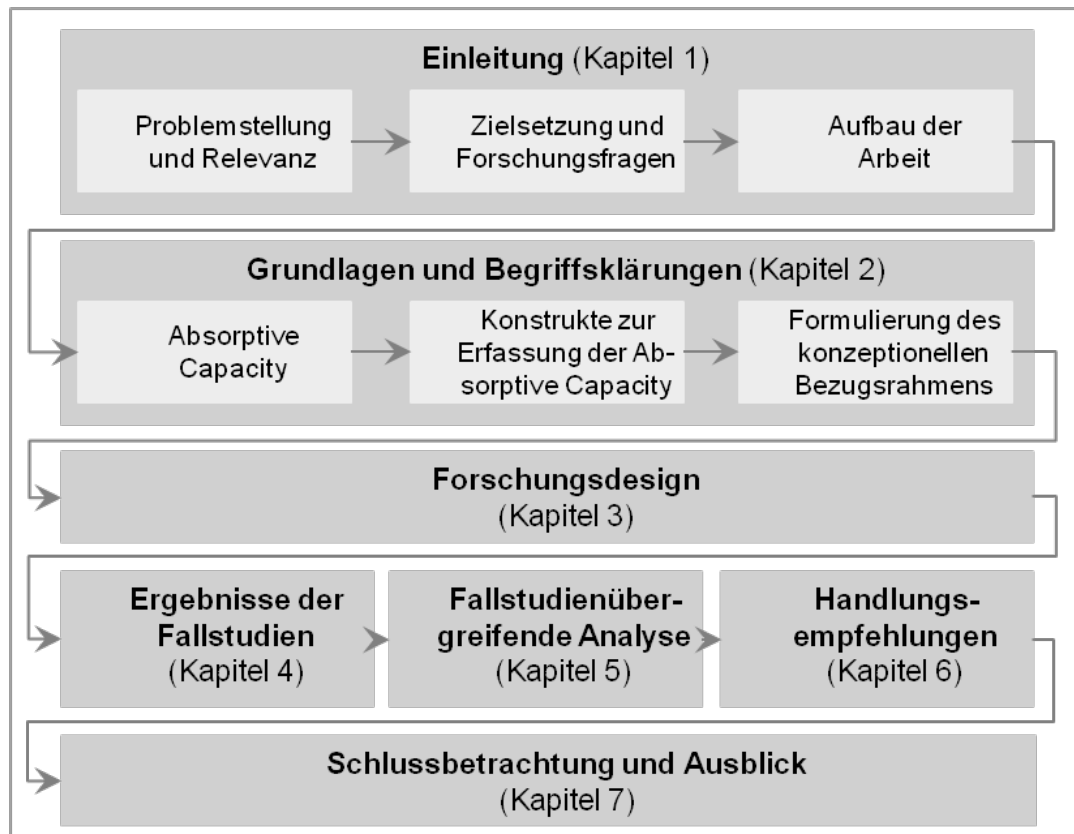 Einleitung (Kapitel 1)
Problemstellung
und Relevanz
Zielsetzung und
Forschungsfragen
Aufbau der
Arbeit
Grundlagen und Begriffsklärungen (Kapitel 2)
Absorptive
Capacity
Konstrukte zur
Erfassung der Ab-
sorptive Capacity
Formulierung des
konzeptionellen
Bezugsrahmens
Forschungsdesign
(Kapitel 3)
Ergebnisse der
Fallstudien
(Kapitel 4)
Fallstudienüber-
greifende Analyse
(Kapitel 5)
Handlungs-
empfehlungen
(Kapitel 6)
Schlussbetrachtung und Ausblick
(Kapitel 7)